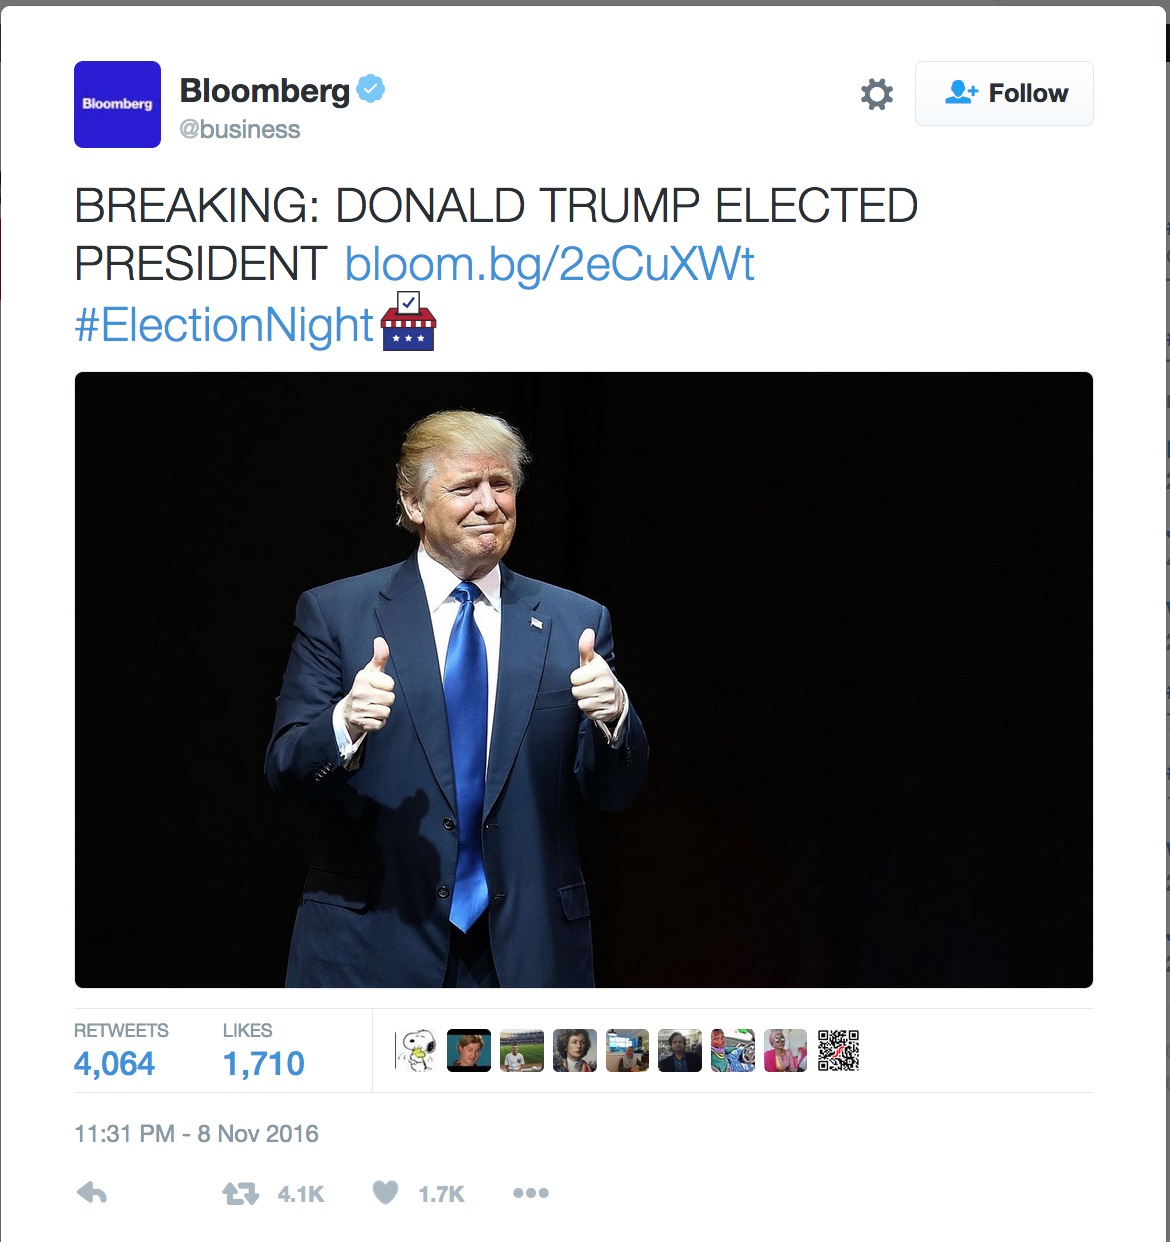 Bloomberg
Bloomberg
@business
Follow
BREAKING: DONALD TRUMP ELECTED
PRESIDENT bloom.bg/2eCuXWt
#ElectionNight
RETWEETS
4,064
LIKES
1,710
11:31 PM - 8 Nov 2016
4.1K
1.7K